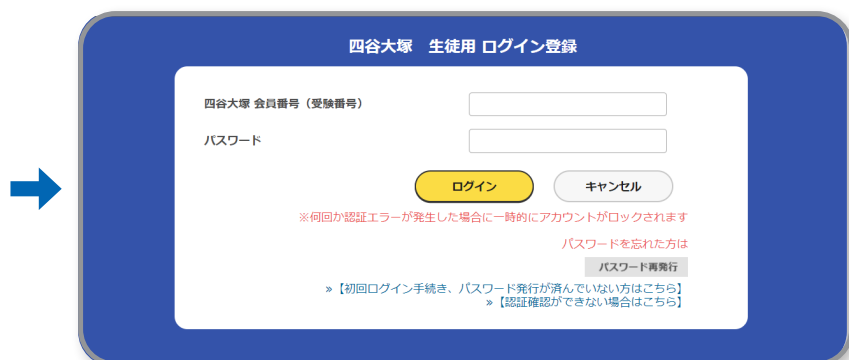 四谷大塚　生徒用 ログイン登録
四谷大塚 会員番号（受験番号）
パスワード
ログイン
キャンセル
※何回か認証エラーが発生した場合に一時的にアカウントがロックされます
パスワードを忘れた方は
パスワード再発行
»【初回ログイン手続き、パスワード発行が済んでいない方はこちら】
»【認証確認ができない場合はこちら】